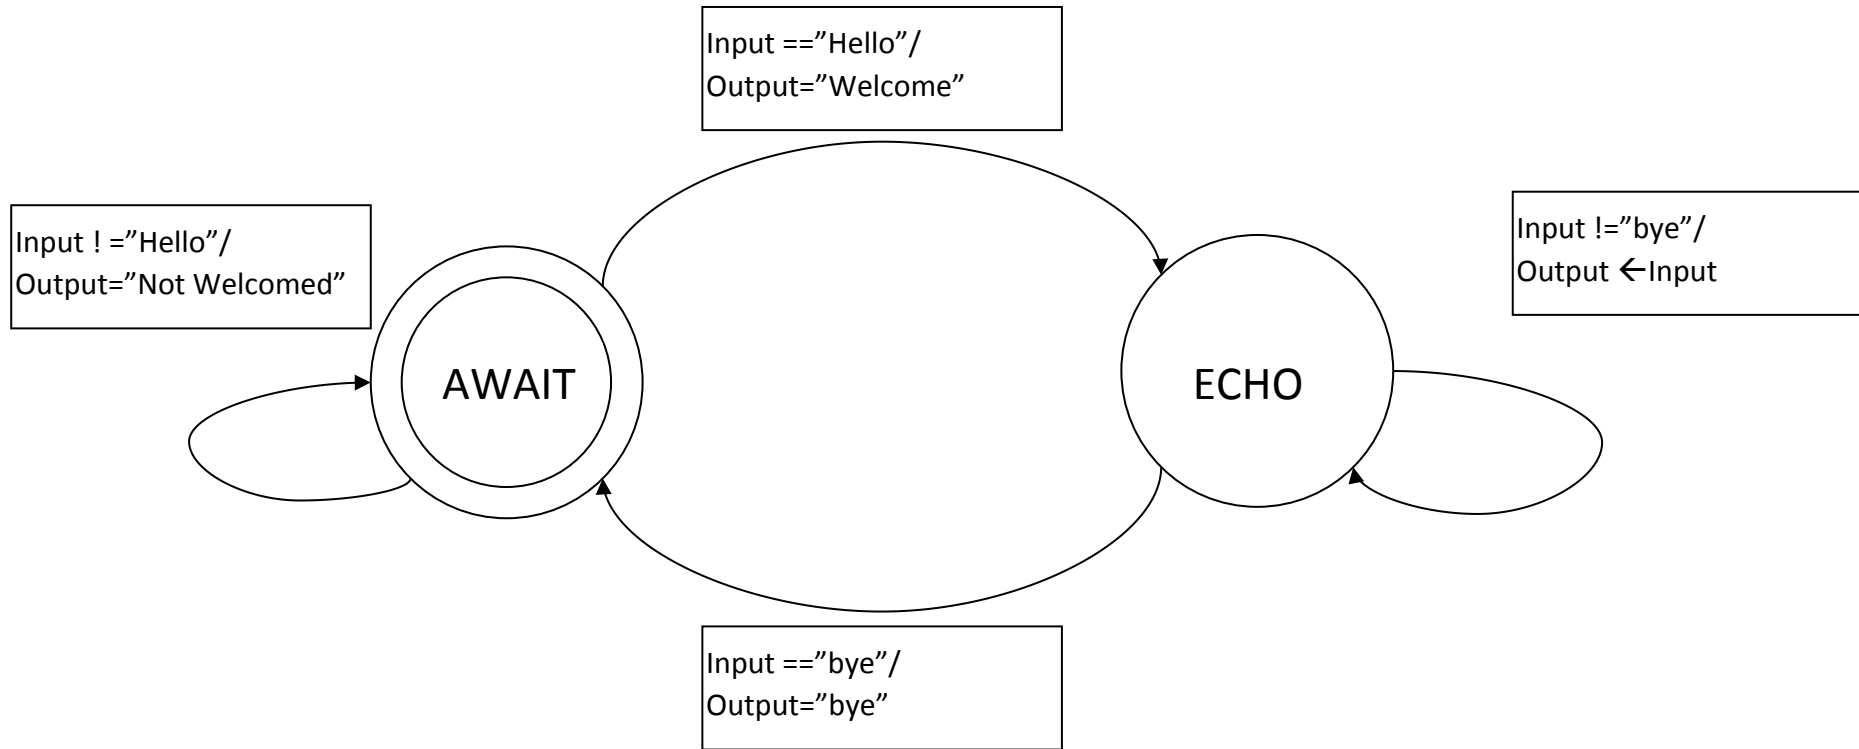 Input ==”Hello”/
Output=”Welcome”
Input ! =”Hello”/
Output=”Not Welcomed”
Input !=”bye”/
Output ←Input
AWAIT
ECHO
Input ==”bye”/
Output=”bye”